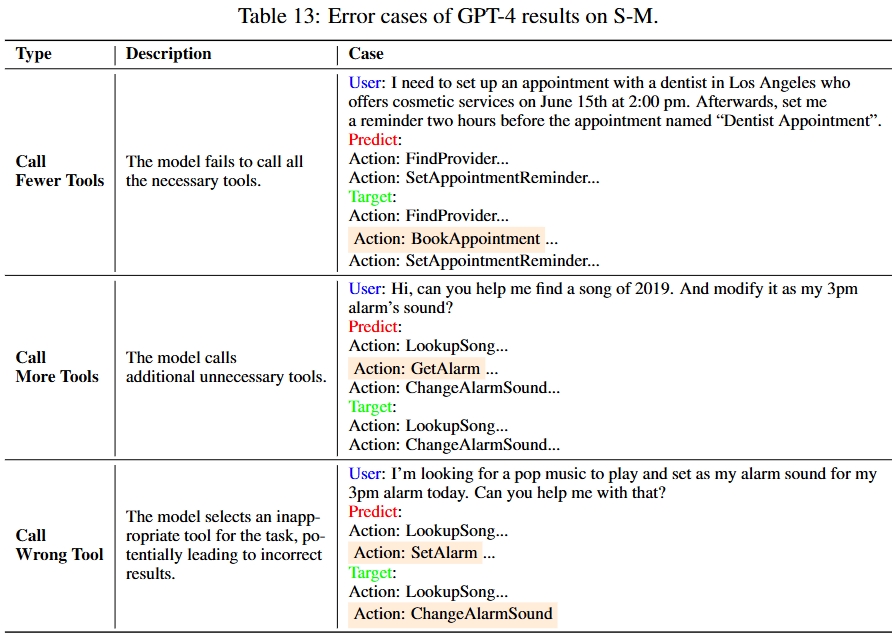 Table 13: Error cases of GPT-4 results on S-M.
Type Description Case
Call
Fewer Tools
The model fails to call all
the necessary tools.
User: I need to set up an appointment with a dentist in Los Angeles who
offers cosmetic services on June 15th at 2:00 pm. Afterwards, set me
a reminder two hours before the appointment named “Dentist Appointment”.
Predict:
Action: FindProvider...
Action: SetAppointmentReminder...
Target:
Action: FindProvider...
Action: BookAppointment ...
Action: SetAppointmentReminder...
Call
More Tools
The model calls
additional unnecessary tools.
User: Hi, can you help me find a song of 2019. And modify it as my 3pm
alarm’s sound?
Predict:
Action: LookupSong...
Action: GetAlarm ...
Action: ChangeAlarmSound...
Target:
Action: LookupSong...
Action: ChangeAlarmSound...
Call
Wrong Tool
The model selects an inapp-
ropriate tool for the task, po-
tentially leading to incorrect
results.
User: I’m looking for a pop music to play and set as my alarm sound for my
3pm alarm today. Can you help me with that?
Predict:
Action: LookupSong...
Action: SetAlarm ...
Target:
Action: LookupSong...
Action: ChangeAlarmSound